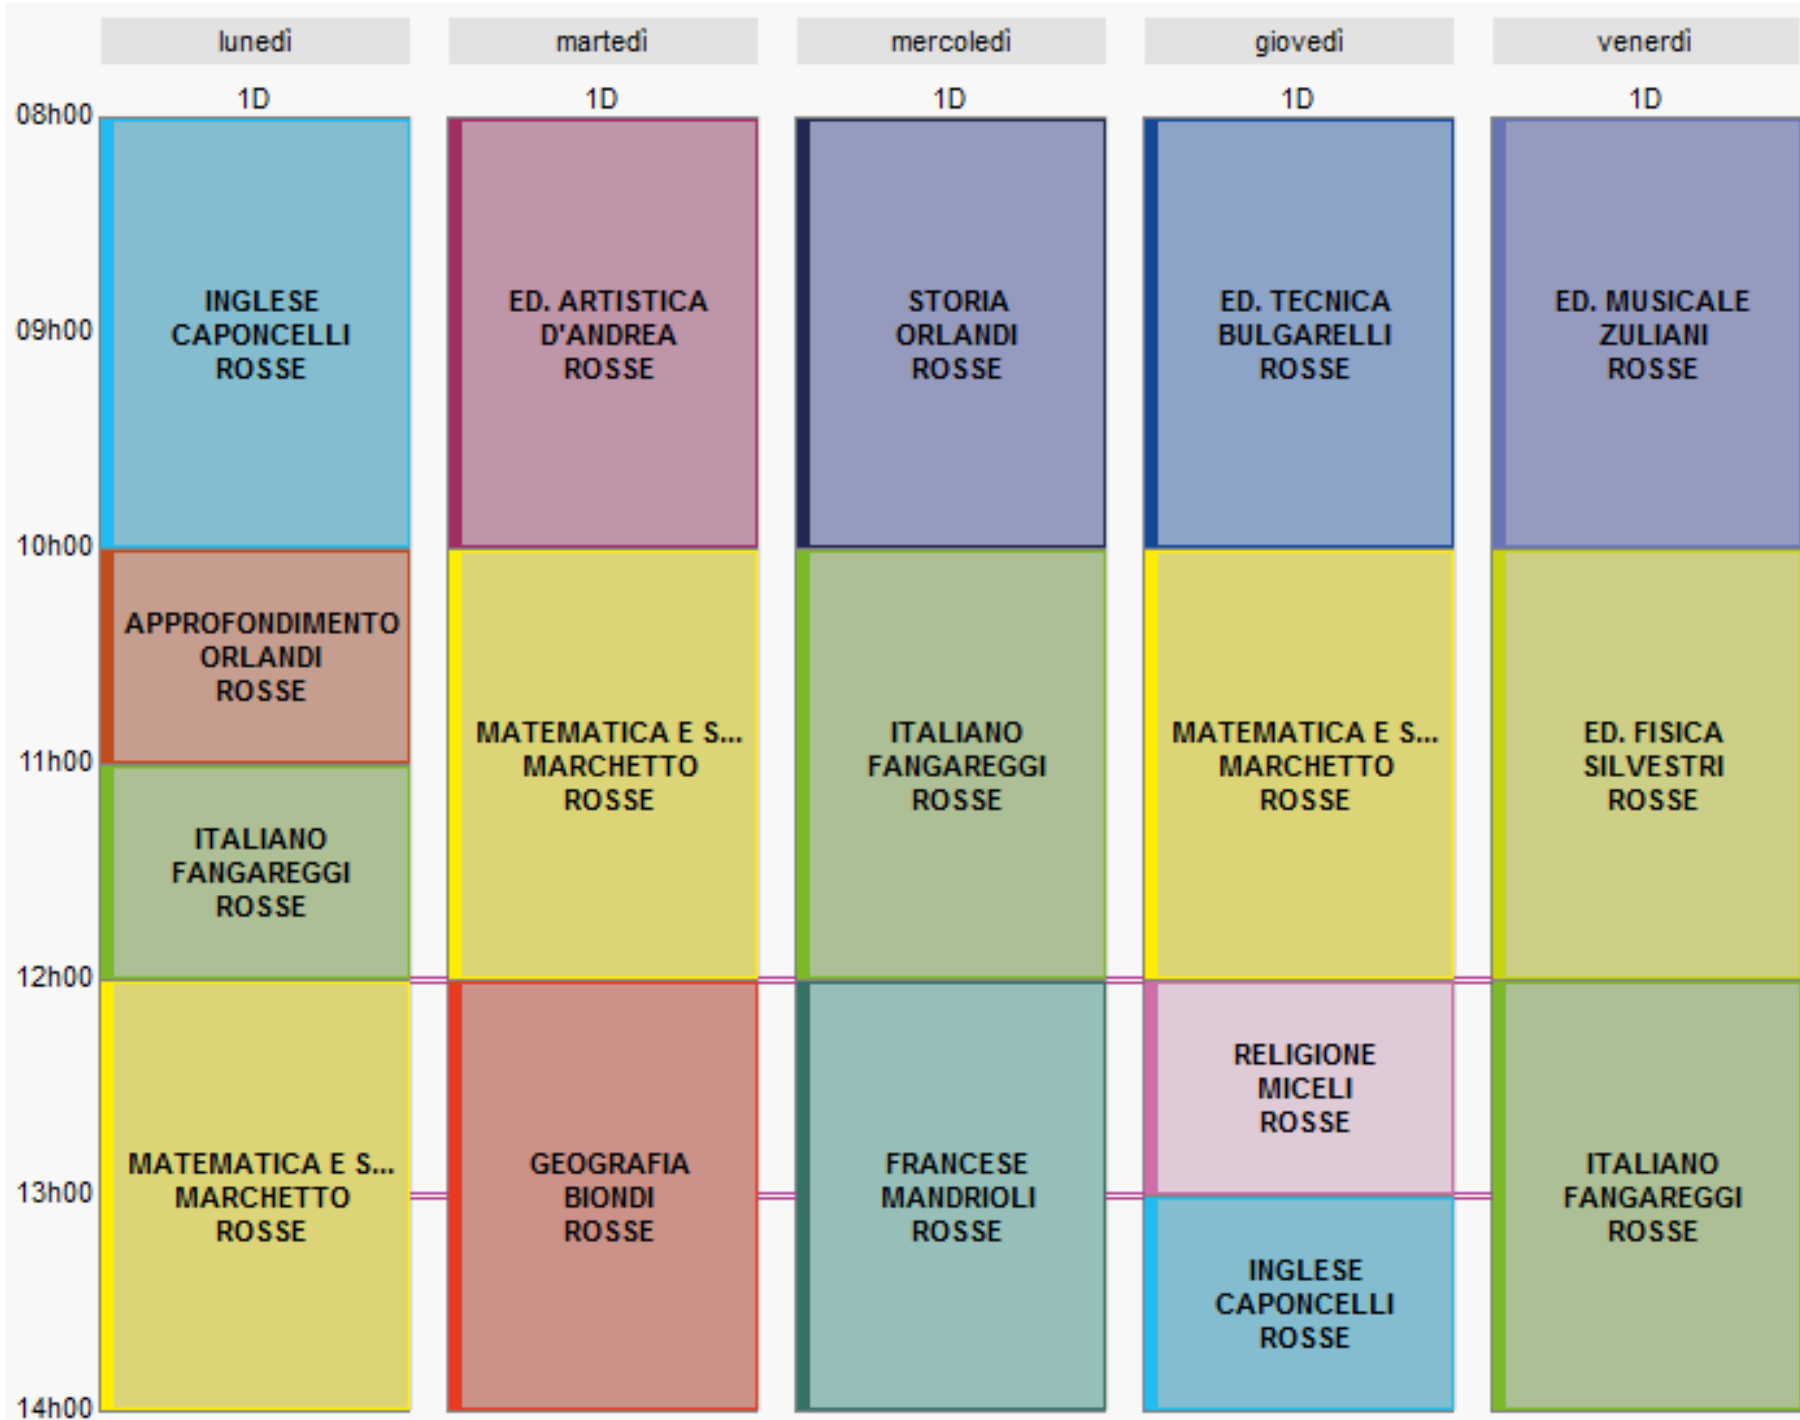 lunedì
martedì
mercoledì
giovedì
venerdì
1D
1D
1D
1D
1D
08h00
09h00
10h00
11h00
12h00
13h00
14h00
INGLESE
CAPONCELLI
ROSSE
APPROFONDIMENTO
ORLANDI
ROSSE
ITALIANO
FANGAREGGI
ROSSE
MATEMATICA E S...
MARCHETTO
ROSSE
ED. ARTISTICA
D'ANDREA
ROSSE
MATEMATICA E S...
MARCHETTO
ROSSE
GEOGRAFIA
BIONDI
ROSSE
STORIA
ORLANDI
ROSSE
ITALIANO
FANGAREGGI
ROSSE
FRANCESE
MANDRIOLI
ROSSE
ED. TECNICA
BULGARELLI
ROSSE
MATEMATICA E S...
MARCHETTO
ROSSE
RELIGIONE
MICELI
ROSSE
INGLESE
CAPONCELLI
ROSSE
ED. MUSICALE
ZULIANI
ROSSE
ED. FISICA
SILVESTRI
ROSSE
ITALIANO
FANGAREGGI
ROSSE